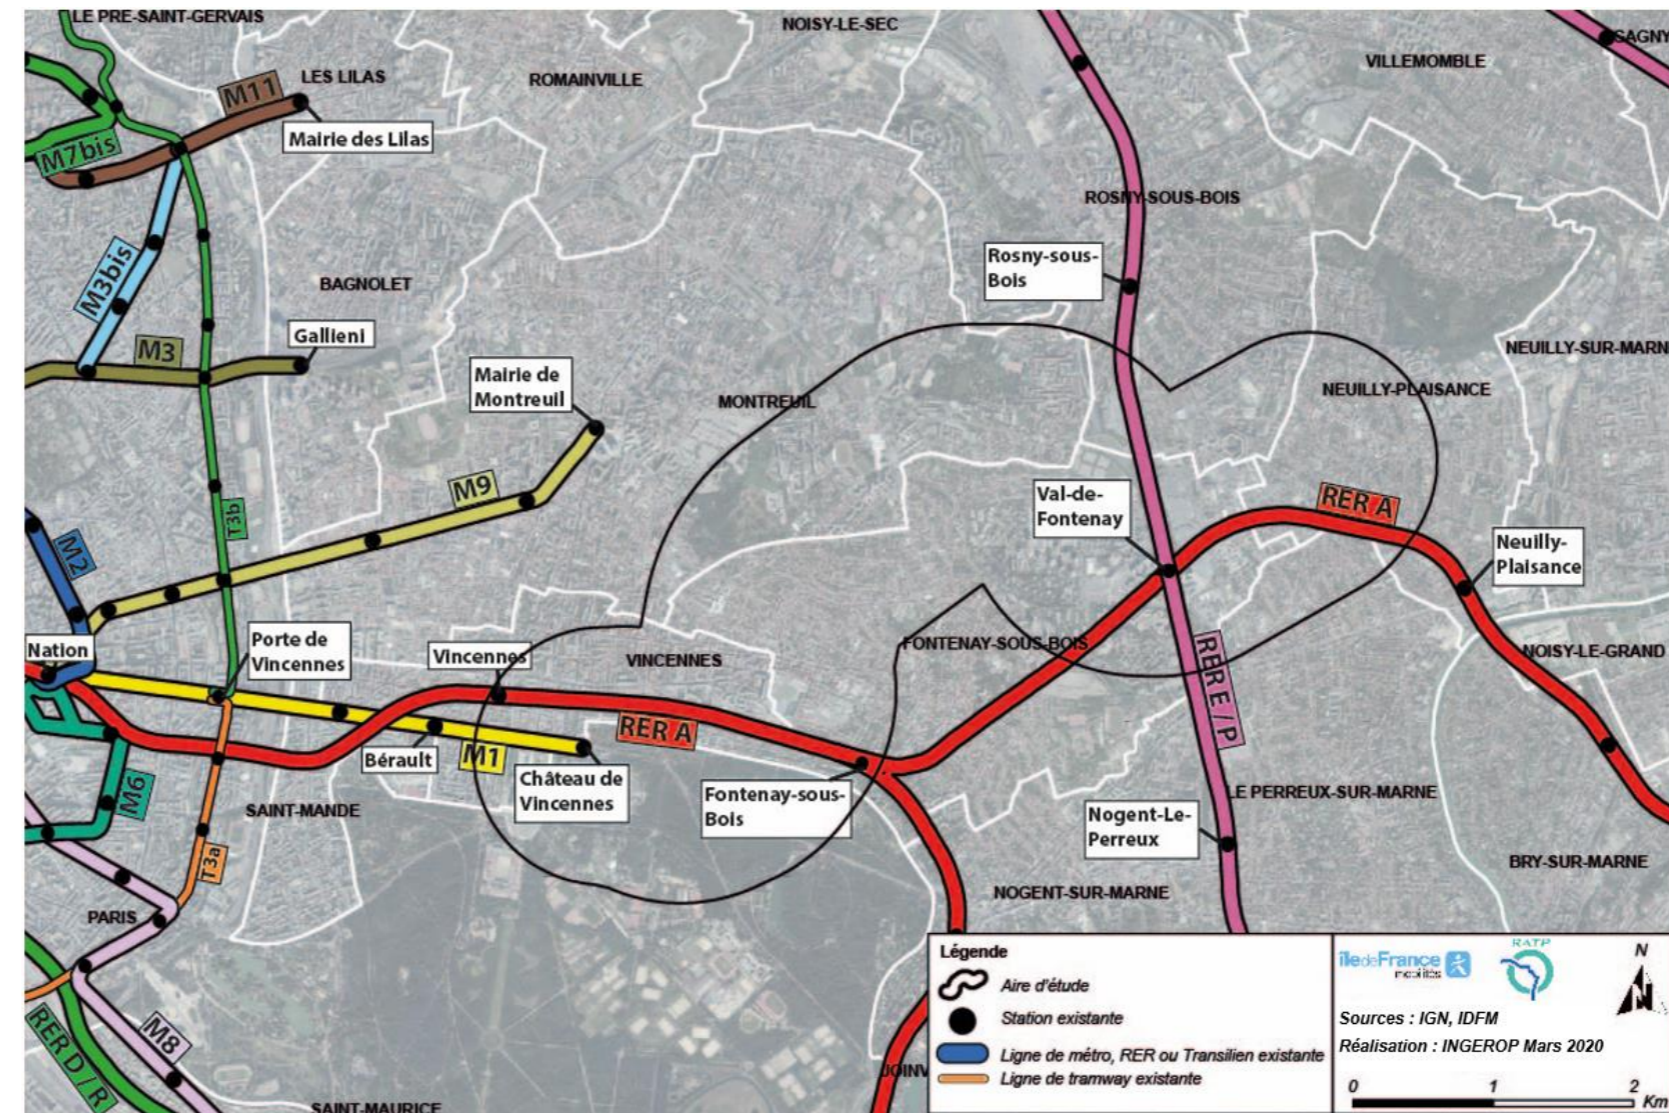 LE PRE-SAINT-GERVAIS
NOISY-LE-SEC
GAGNY
VILLEMOMBLE
LES LILAS
ROMAINVILLE
M11
Mairie des Lilas
M7bis
ROSNY-SOUS-BOIS
Rosny-sous-
Bois
M3bis
BAGNOLET
Gallieni
M3
NEUILLY-SUR-MARN
Mairie de
Montreuil
MONTREUIL
NEUILLY-PLAISANCE
M9
Val-de-
Fontenay
RER A
T3b
M2
Neuilly-
Plaisance
Nation
Porte de
Vincennes
Vincennes
VINCENNES
FONTENAY-SOUS-BOIS
NOISY-LE-GRAND
RER E / P
RER A
Bérault
M1
Château de
Vincennes
Fontenay-sous-
Bois
M6
SAINT-MANDE
LE PERREUX-SUR-MARNE
Nogent-Le-
Perreux
T3a
BRY-SUR-MARNE
NOGENT-SUR-MARNE
PARIS
M8
RER D / R
JOINV
SAINT-MAURICE
Légende
Aire d'étude
Station existante
Ligne de métro, RER ou Transilien existante
Ligne de tramway existante
îledeFrance
mobilités
RATP
N
Sources : IGN, IDFM
Réalisation : INGEROP Mars 2020
0 1 2
Km